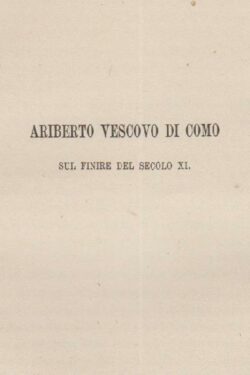 ARIBERTO VESCOVO DI COMO
SUL FINIRE DEL SECOLO XI.